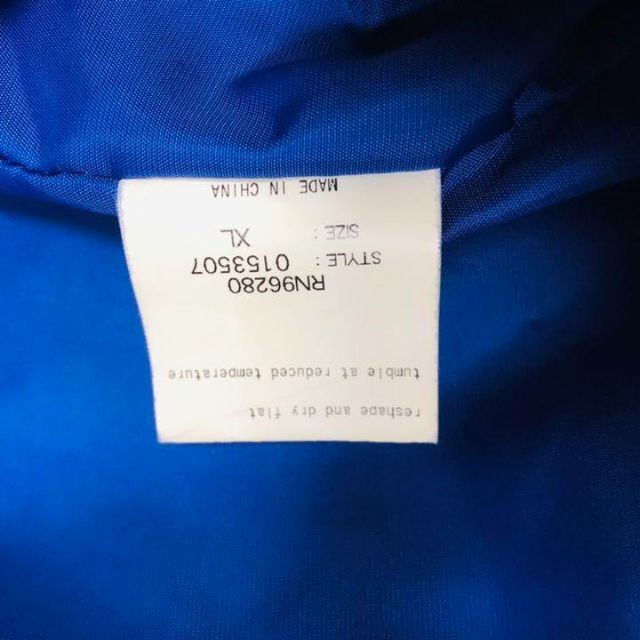 reshape and dry flat
tumble at reduced temperature
RN96280
STYLE: 0153507
SIZE : XL
MADE IN CHINA